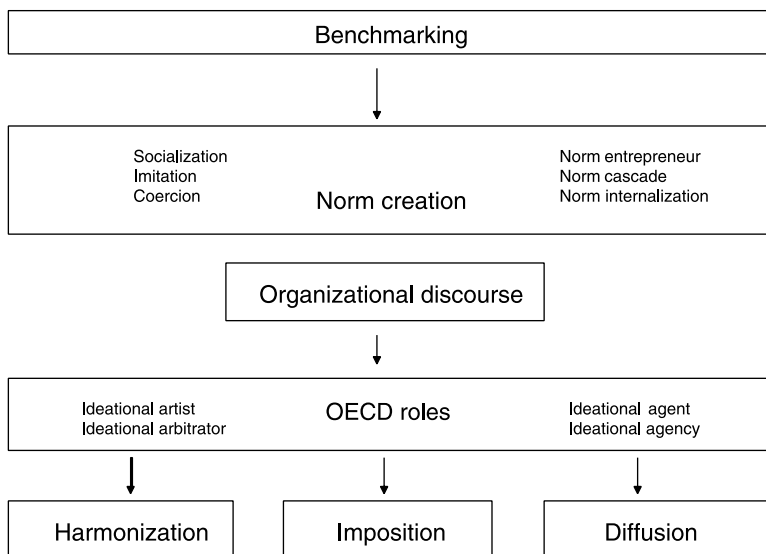 Benchmarking
Socialization
Imitation
Coercion
Norm creation
Norm entrepreneur
Norm cascade
Norm internalization
Organizational discourse
Ideational artist
Ideational arbitrator
OECD roles
Ideational agent
Ideational agency
Harmonization
Imposition
Diffusion